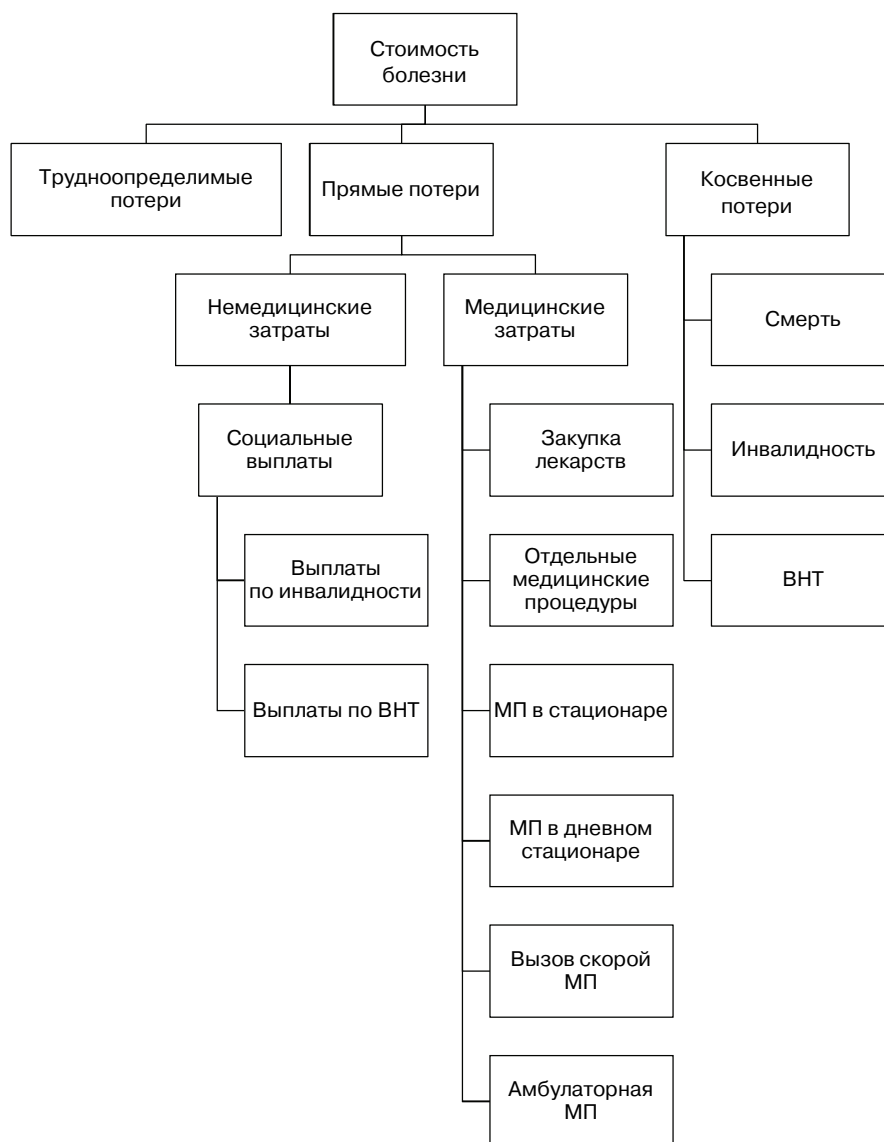 Стоимость
болезни
Трудноопределимые
потери
Прямые потери
Косвенные
потери
Немедицинские
затраты
Медицинские
затраты
Смерть
Социальные
выплаты
Закупка
лекарств
Инвалидность
Выплаты
по инвалидности
Отдельные
медицинские
процедуры
ВНТ
Выплаты по ВНТ
МП в стационаре
МП в дневном
стационаре
Вызов скорой
МП
Амбулаторная
МП